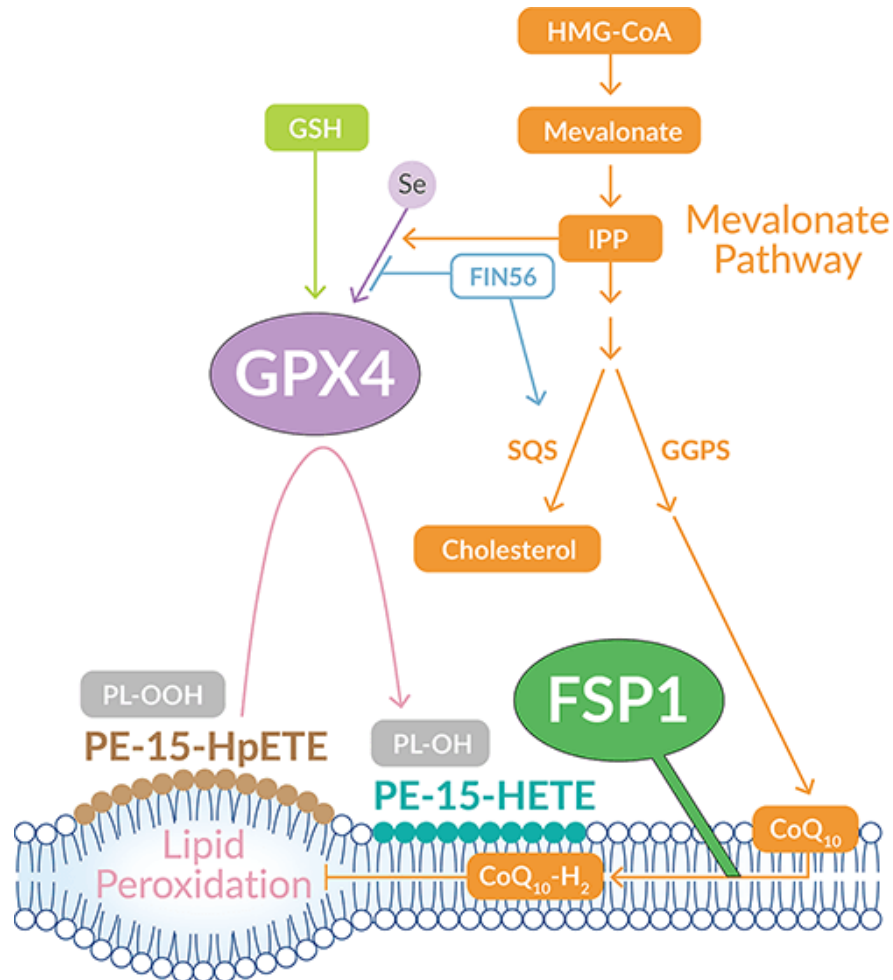 HMG-CoA
GSH
Mevalonate
Se
IPP
Mevalonate
Pathway
FIN56
GPX4
SQS
GGPS
Cholesterol
PL-OOH
FSP1
PE-15-HpETE
PL-OH
PE-15-HETE
Lipid
Peroxidation
CoQ₁₀
CoQ₁₀-H₂